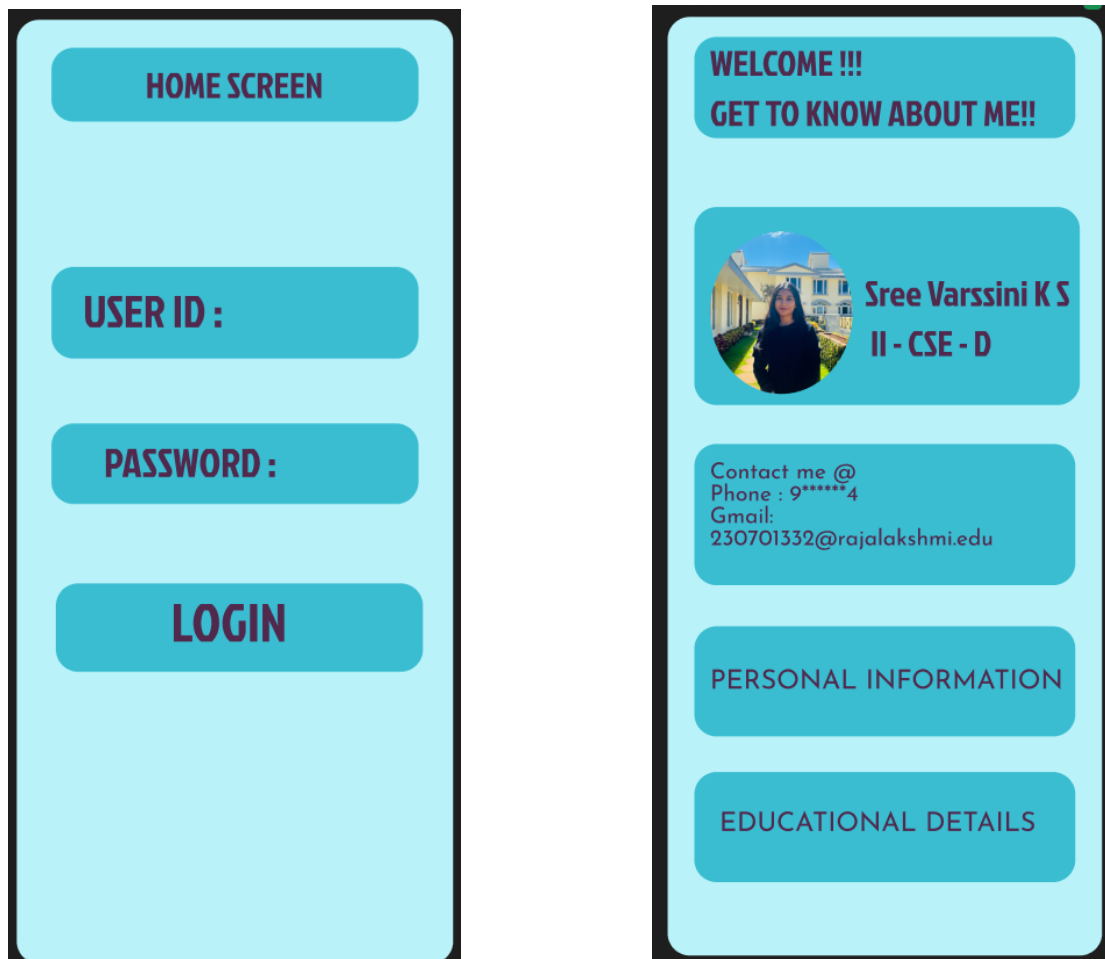 HOME SCREEN
USER ID :
PASSWORD :
LOGIN
WELCOME !!!
GET TO KNOW ABOUT ME!!
Sree Varssini K S
II - CSE - D
Contact me @
Phone : 9******4
Gmail:
230701332@rajalakshmi.edu
PERSONAL INFORMATION
EDUCATIONAL DETAILS